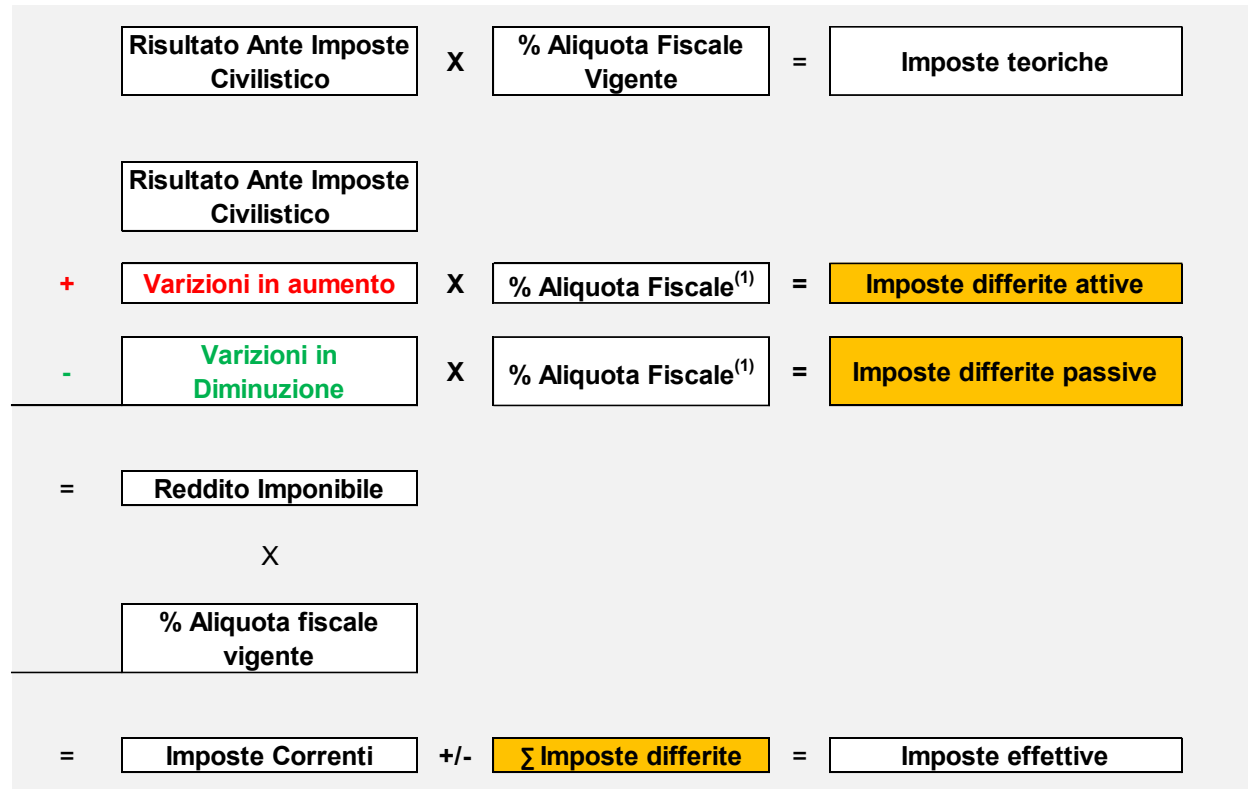 Risultato Ante Imposte
Civilistico
X
% Aliquota Fiscale
Vigente
=
Imposte teoriche
Risultato Ante Imposte
Civilistico
+
Varizioni in aumento
X
% Aliquota Fiscale(1)
=
Imposte differite attive
-
Varizioni in
Diminuzione
X
% Aliquota Fiscale(1)
=
Imposte differite passive
=
Reddito Imponibile
X
% Aliquota fiscale
vigente
=
Imposte Correnti
+/-
∑ Imposte differite
=
Imposte effettive